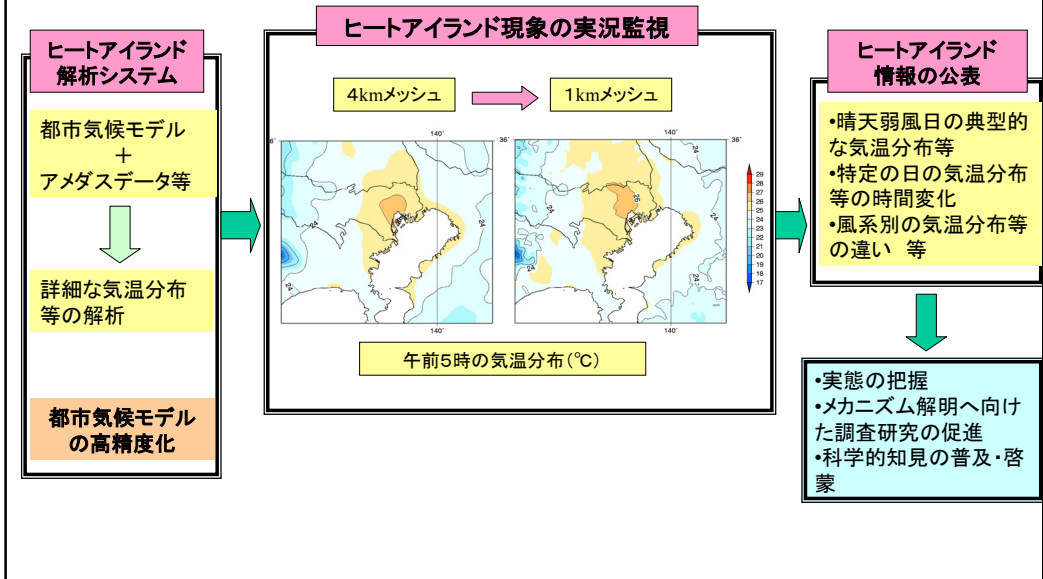 ヒートアイランド
解析システム
都市気候モデル
＋
アメダスデータ等
詳細な気温分布
等の解析
都市気候モデル
の高精度化
ヒートアイランド現象の実況監視
4kmメッシュ
1kmメッシュ
140°
36°
24
24
24
140°
6°
140°
36°
24
26
24
24
140°
29
28
27
26
25
24
23
22
21
20
19
18
17
午前5時の気温分布(℃)
ヒートアイランド
情報の公表
•晴天弱風日の典型的
な気温分布等
•特定の日の気温分布
等の時間変化
•風系別の気温分布等
の違い 等
•実態の把握
•メカニズム解明へ向け
た調査研究の促進
•科学的知見の普及・啓
蒙